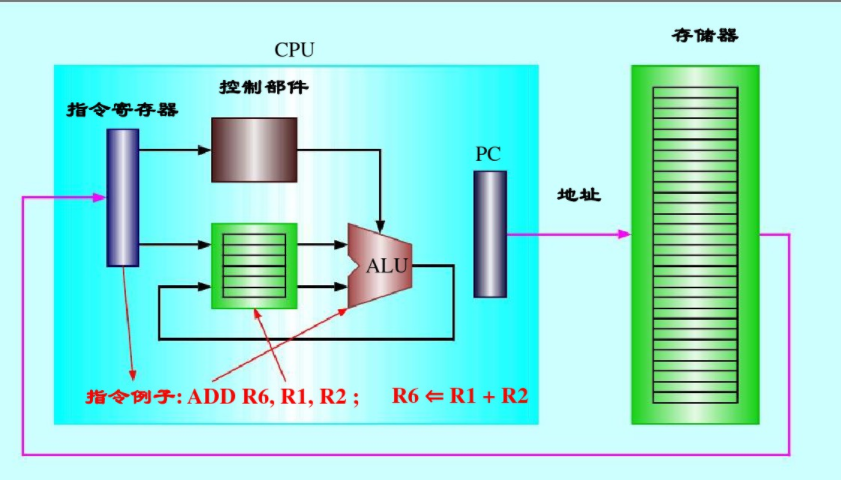 存储器
CPU
控制部件
指令寄存器
PC
地址
ALU
指令例子: ADD R6, R1, R2 ; R6 ⇐ R1 + R2